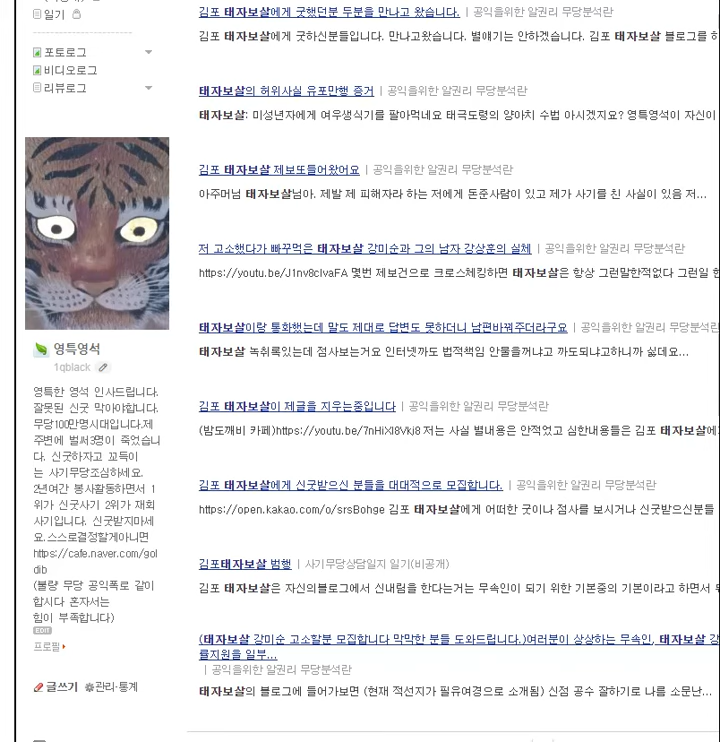 일기
포토로그
비디오로그
리뷰로그
영특영석
1qblack
영특한 영석 인사드립니다.
잘못된 신굿 막아야합니다.
무당100만명시대입니다.제
주변에 벌써3명이 죽었습니
다. 신굿하자고 꼬득이
는 사기무당조심하세요.
2년여간 봉사활동하면서 1
위가 신굿사기 2위가 재회
사기입니다. 신굿받지마세
요.스스로결정할게아니면
https://cafe.naver.com/gol
dib
(불량 무당 공익폭로 같이
합시다 혼자서는
힘이 부족합니다)
EDIT
프로필
글쓰기 관리·통계
김포 태자보살에게 굿했던분 두분을 만나고 왔습니다. | 공익을위한 알권리 무당분석란
김포 태자보살에게 굿하신분들입니다. 만나고왔습니다. 별얘기는 안하겠습니다. 김포 태자보살 블로그를 하
태자보살의 허위사실 유포만행 증거 | 공익을위한 알권리 무당분석란
태자보살: 미성년자에게 여우생식기를 팔아먹네요 태극도령의 양아치 수법 아시겠지요? 영특영석이 자신이
김포 태자보살 제보또들어왔어요 | 공익을위한 알권리 무당분석란
아주머님 태자보살님아. 제발 제 피해자라 하는 저에게 돈준사람이 있고 제가 사기를 친 사실이 있음 저...
저 고소했다가 빠꾸먹은 태자보살 강미순과 그의 남자 강상훈의 실체 | 공익을위한 알권리 무당분석란
https://youtu.be/J1nv8cIvaFA 몇번 제보건으로 크로스체킹하면 태자보살은 항상 그런말한적없다 그런일 한
태자보살이랑 통화했는데 말도 제대로 답변도 못하더니 남편바꿔주더라구요 | 공익을위한 알권리 무당분석란
태자보살 녹취록있는데 점사보는거요 인터넷까도 법적책임 안물을꺼냐고 까도되냐고하니까 싫데요...
김포 태자보살이 제글을 지우는중입니다 | 공익을위한 알권리 무당분석란
(밤도깨비 카페)https://youtu.be/7nHiXI8Vkj8 저는 사실 별내용은 안적었고 심한내용들은 김포 태자보살에
김포 태자보살에게 신굿받으신 분들을 대대적으로 모집합니다. | 공익을위한 알권리 무당분석란
https://open.kakao.com/o/srsBohge 김포 태자보살에게 어떠한 굿이나 점사를 보시거나 신굿받으신분들
김포태자보살 범행 | 사기무당상담일지 일기(비공개)
김포 태자보살은 자신의블로그에서 신내림을 한다는거는 무속인이 되기 위한 기본중의 기본이라고 하면서
(태자보살 강미순 고소할분 모집합니다 막막한 분들 도와드립니다.)여러분이 상상하는 무속인, 태자보살 강
률지원을 일부...
| 공익을위한 알권리 무당분석란
태자보살의 블로그에 들어가보면 (현재 적선지가 필유여경으로 소개됨) 신점 공수 잘하기로 나름 소문난...